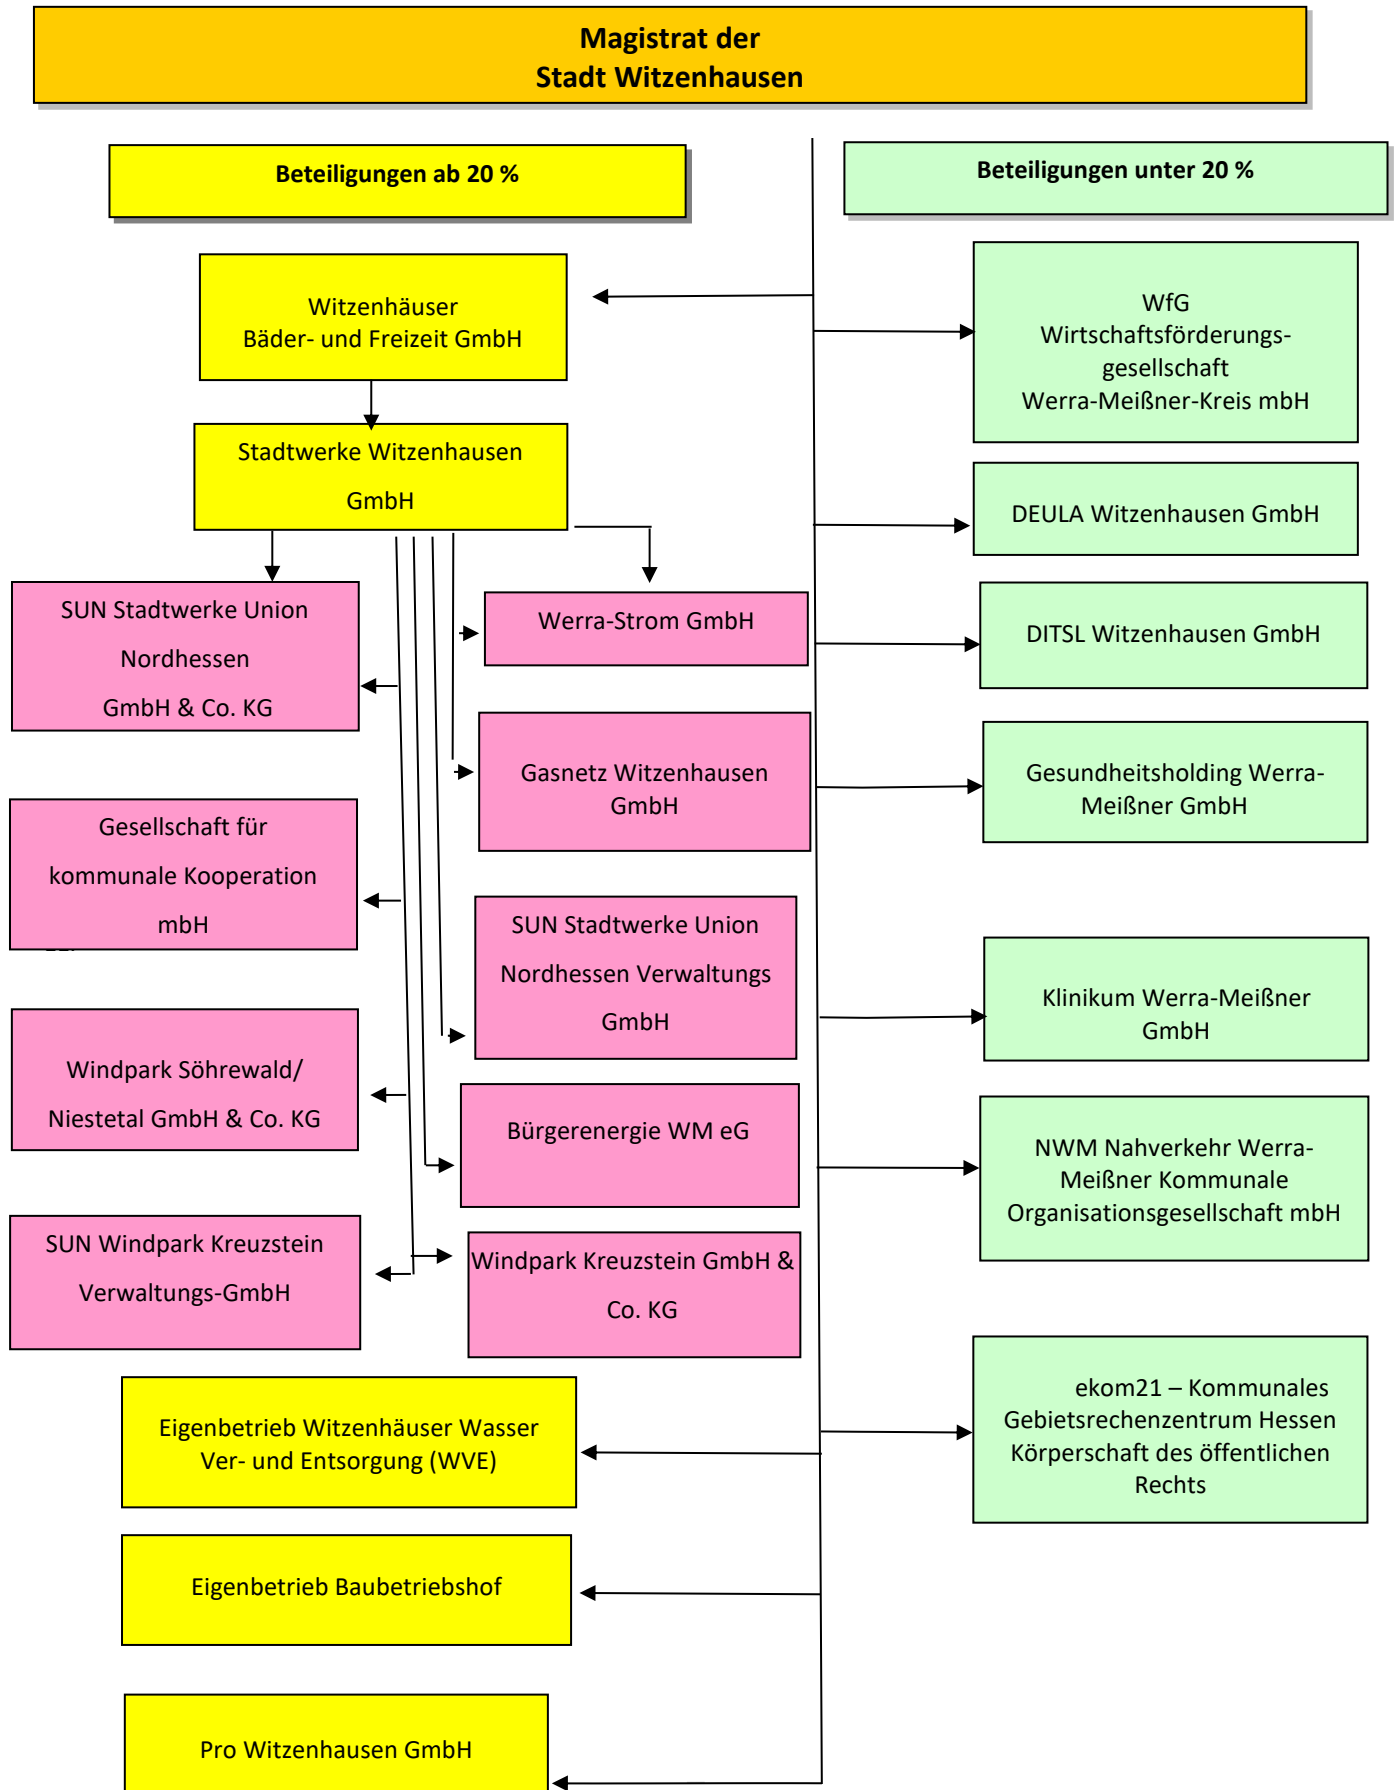 Magistrat der
Stadt Witzenhausen
Beteiligungen ab 20 %
Beteiligungen unter 20 %
Witzenhäuser
Bäder- und Freizeit GmbH
Stadtwerke Witzenhausen
GmbH
SUN Stadtwerke Union
Nordhessen
GmbH & Co. KG
Werra-Strom GmbH
Gasnetz Witzenhausen
GmbH
Gesellschaft für
kommunale Kooperation
mbH
SUN Stadtwerke Union
Nordhessen Verwaltungs
GmbH
Windpark Söhrewald/
Niestetal GmbH & Co. KG
Bürgerenergie WM eG
SUN Windpark Kreuzstein
Verwaltungs-GmbH
Windpark Kreuzstein GmbH &
Co. KG
Eigenbetrieb Witzenhäuser Wasser
Ver- und Entsorgung (WVE)
Eigenbetrieb Baubetriebshof
Pro Witzenhausen GmbH
WfG
Wirtschaftsförderungs-
gesellschaft
Werra-Meißner-Kreis mbH
DEULA Witzenhausen GmbH
DITSL Witzenhausen GmbH
Gesundheitsholding Werra-
Meißner GmbH
Klinikum Werra-Meißner
GmbH
NWM Nahverkehr Werra-
Meißner Kommunale
Organisationsgesellschaft mbH
ekom21 – Kommunales
Gebietsrechenzentrum Hessen
Körperschaft des öffentlichen
Rechts